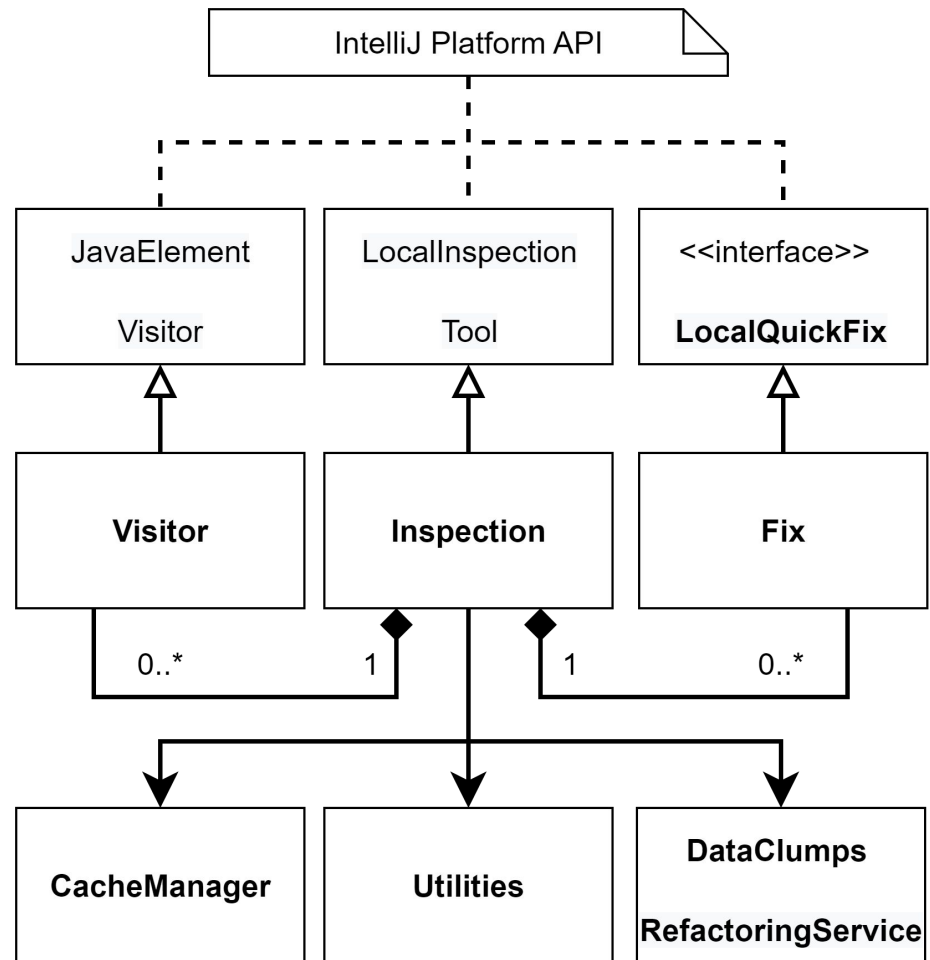 IntelliJ Platform API
JavaElement
Visitor
LocalInspection
Tool
<<interface>>
LocalQuickFix
Visitor
Inspection
Fix
0..*
1
1
0..*
CacheManager
Utilities
DataClumps
RefactoringService